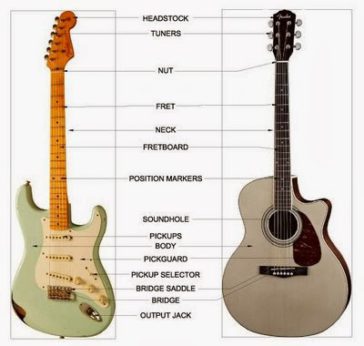 HEADSTOCK
TUNERS
NUT
FRET
NECK
FRETBOARD
POSITION MARKERS
SOUNDHOLE
PICKUPS
BODY
PICKGUARD
PICKUP SELECTOR
BRIDGE SADDLE
BRIDGE
OUTPUT JACK
Fender